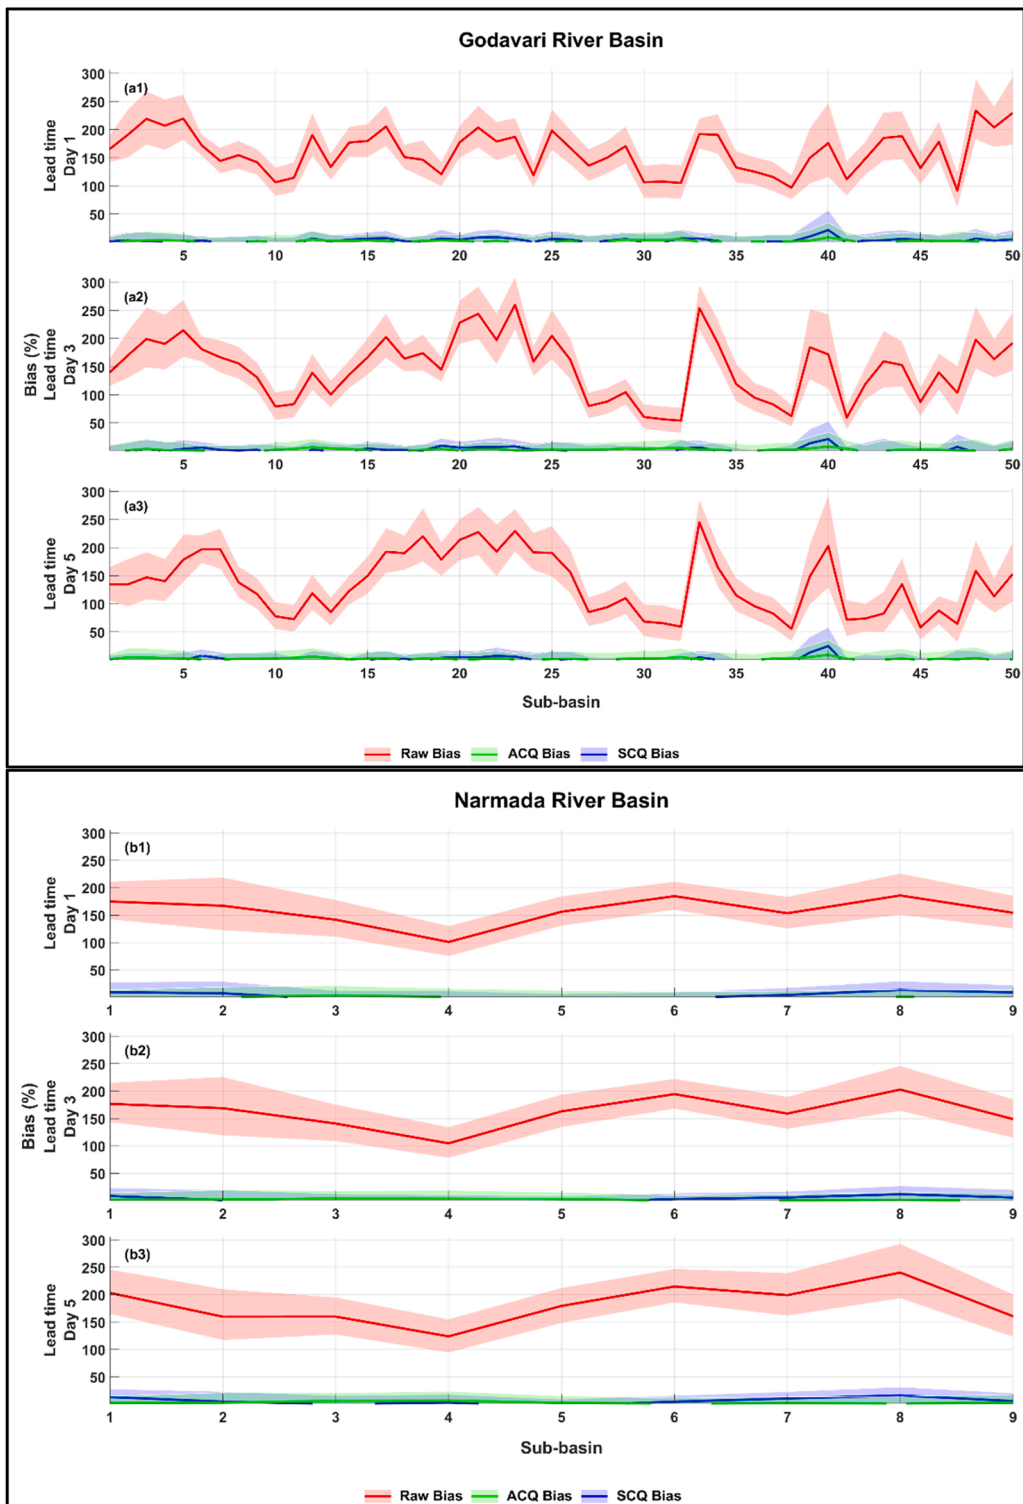 Godavari River Basin
(a1)
Lead time
Day 1
300
250
200
150
100
50
5 10 15 20 25 30 35 40 45 50
(a2)
Bias (%)
Lead time
Day 3
300
250
200
150
100
50
5 10 15 20 25 30 35 40 45 50
(a3)
Lead time
Day 5
300
250
200
150
100
50
5 10 15 20 25 30 35 40 45 50
Sub-basin
Raw Bias ACQ Bias SCQ Bias
Narmada River Basin
(b1)
Lead time
Day 1
300
250
200
150
100
50
1 2 3 4 5 6 7 8 9
(b2)
Bias (%)
Lead time
Day 3
300
250
200
150
100
50
1 2 3 4 5 6 7 8 9
(b3)
Lead time
Day 5
300
250
200
150
100
50
1 2 3 4 5 6 7 8 9
Sub-basin
Raw Bias ACQ Bias SCQ Bias